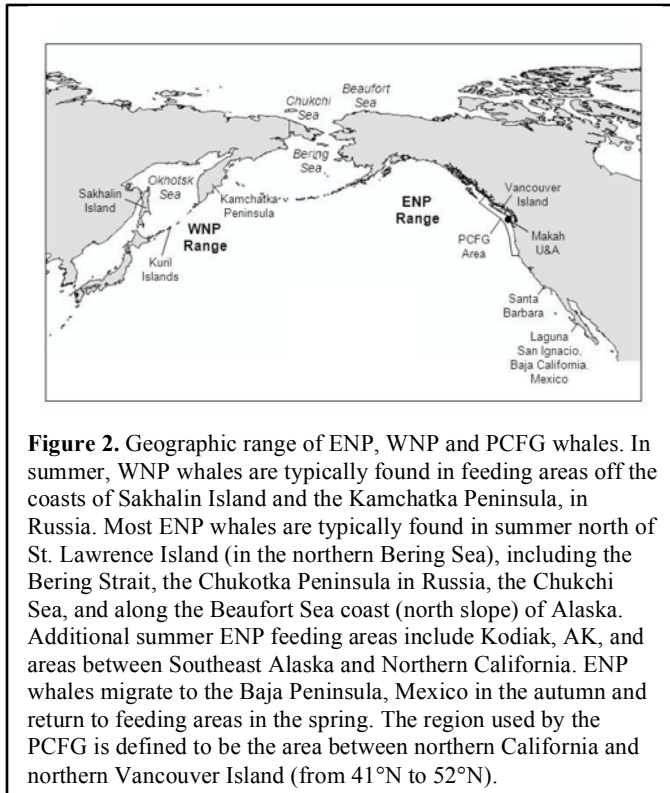 Chukchi
Sea
Beaufort
Sea
Bering
Sea
Okhotsk
Sea
Sakhalin
Island
Kamchatka
Peninsula
WNP
Range
Kuril
Islands
ENP
Range
Vancouver
Island
PCFG
Area
Makah
U&A
Santa
Barbara
Laguna
San Ignacio,
Baja California.
Mexico
Figure 2. Geographic range of ENP, WNP and PCFG whales. In
summer, WNP whales are typically found in feeding areas off the
coasts of Sakhalin Island and the Kamchatka Peninsula, in
Russia. Most ENP whales are typically found in summer north of
St. Lawrence Island (in the northern Bering Sea), including the
Bering Strait, the Chukotka Peninsula in Russia, the Chukchi
Sea, and along the Beaufort Sea coast (north slope) of Alaska.
Additional summer ENP feeding areas include Kodiak, AK, and
areas between Southeast Alaska and Northern California. ENP
whales migrate to the Baja Peninsula, Mexico in the autumn and
return to feeding areas in the spring. The region used by the
PCFG is defined to be the area between northern California and
northern Vancouver Island (from 41°N to 52°N).